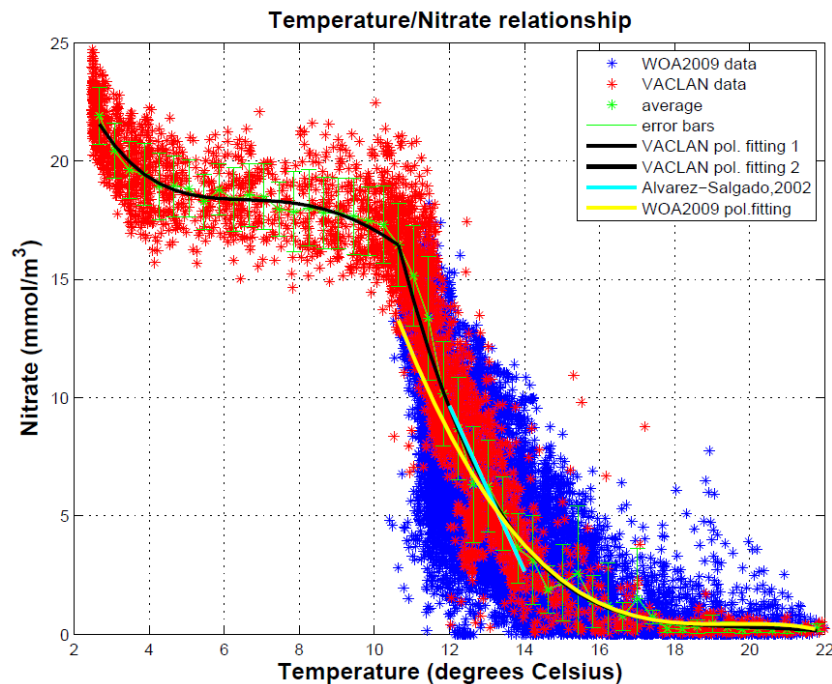 Temperature/Nitrate relationship
25
20
15
10
5
0
Nitrate (mmol/m³)
WOA2009 data
VACLAN data
average
error bars
VACLAN pol. fitting 1
VACLAN pol. fitting 2
Alvarez-Salgado,2002
WOA2009 pol.fitting
2 4 6 8 10 12 14 16 18 20 22
Temperature (degrees Celsius)